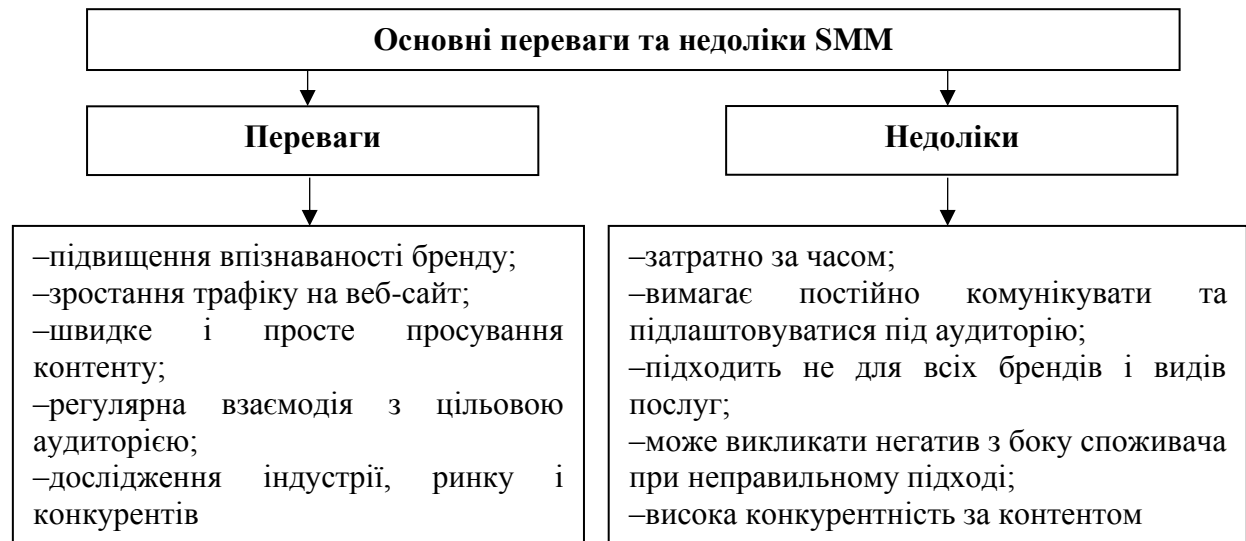 Основні переваги та недоліки SMM
Переваги
Недоліки
–підвищення впізнаваності бренду;
–зростання трафіку на веб-сайт;
–швидке і просте просування
контенту;
–регулярна взаємодія з цільовою
аудиторією;
–дослідження індустрії, ринку і
конкурентів
–затратно за часом;
–вимагає постійно комунікувати та
підлаштовуватися під аудиторію;
–підходить не для всіх брендів і видів
послуг;
–може викликати негатив з боку споживача
при неправильному підході;
–висока конкурентність за контентом